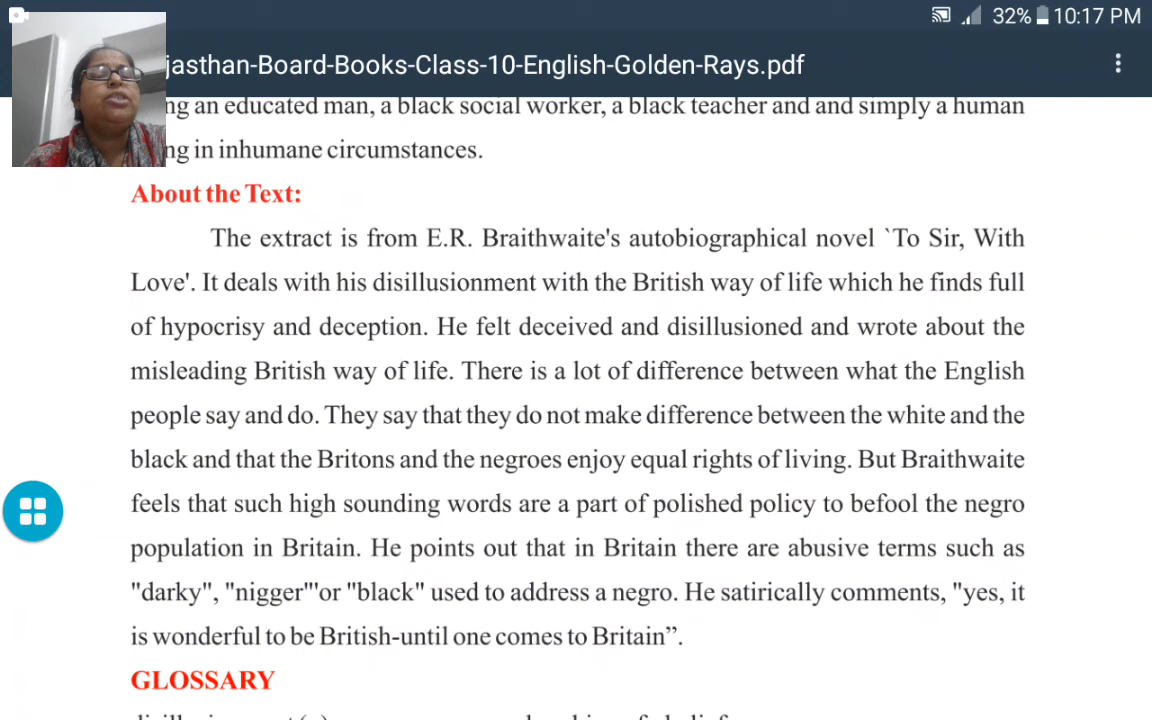 32% 10:17 PM
jasthan-Board-Books-Class-10-English-Golden-Rays.pdf
ng an educated man, a black social worker, a black teacher and and simply a human
ng in inhumane circumstances.
About the Text:
The extract is from E.R. Braithwaite's autobiographical novel `To Sir, With
Love'. It deals with his disillusionment with the British way of life which he finds full
of hypocrisy and deception. He felt deceived and disillusioned and wrote about the
misleading British way of life. There is a lot of difference between what the English
people say and do. They say that they do not make difference between the white and the
black and that the Britons and the negroes enjoy equal rights of living. But Braithwaite
feels that such high sounding words are a part of polished policy to befool the negro
population in Britain. He points out that in Britain there are abusive terms such as
"darky", "nigger"'or "black" used to address a negro. He satirically comments, "yes, it
is wonderful to be British-until one comes to Britain”.
GLOSSARY